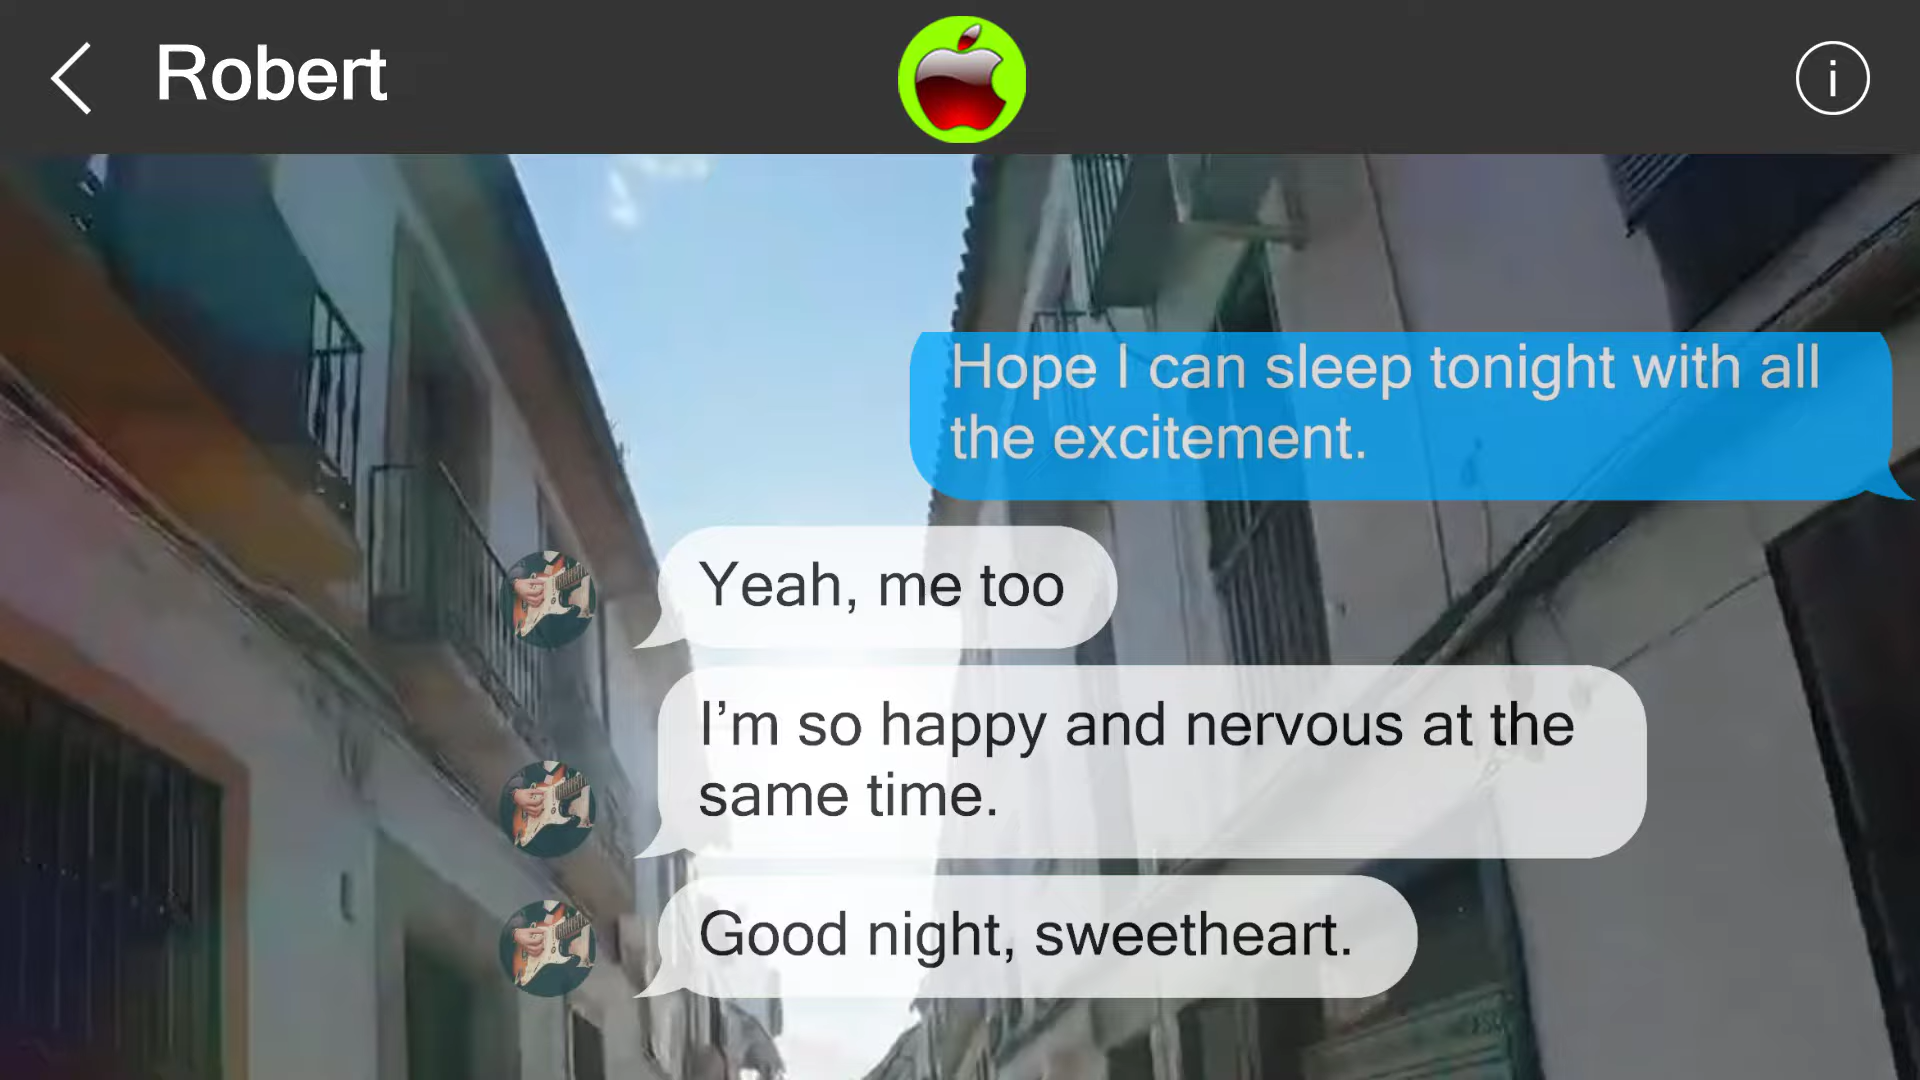 Robert
Hope I can sleep tonight with all
the excitement.
Yeah, me too
I’m so happy and nervous at the
same time.
Good night, sweetheart.